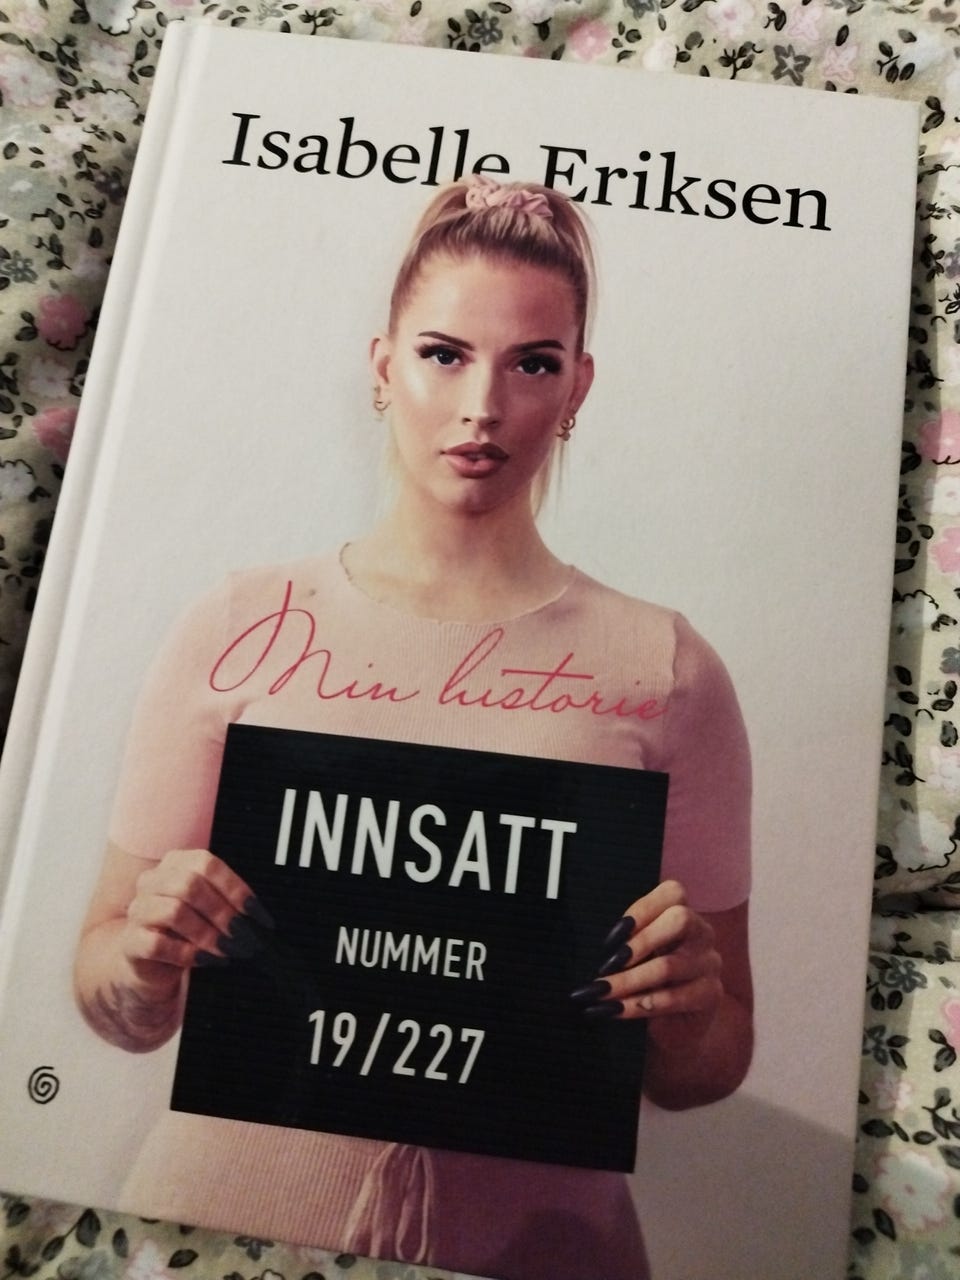 Isabelle Eriksen
Min historie
INNSATT
NUMMER
19/227